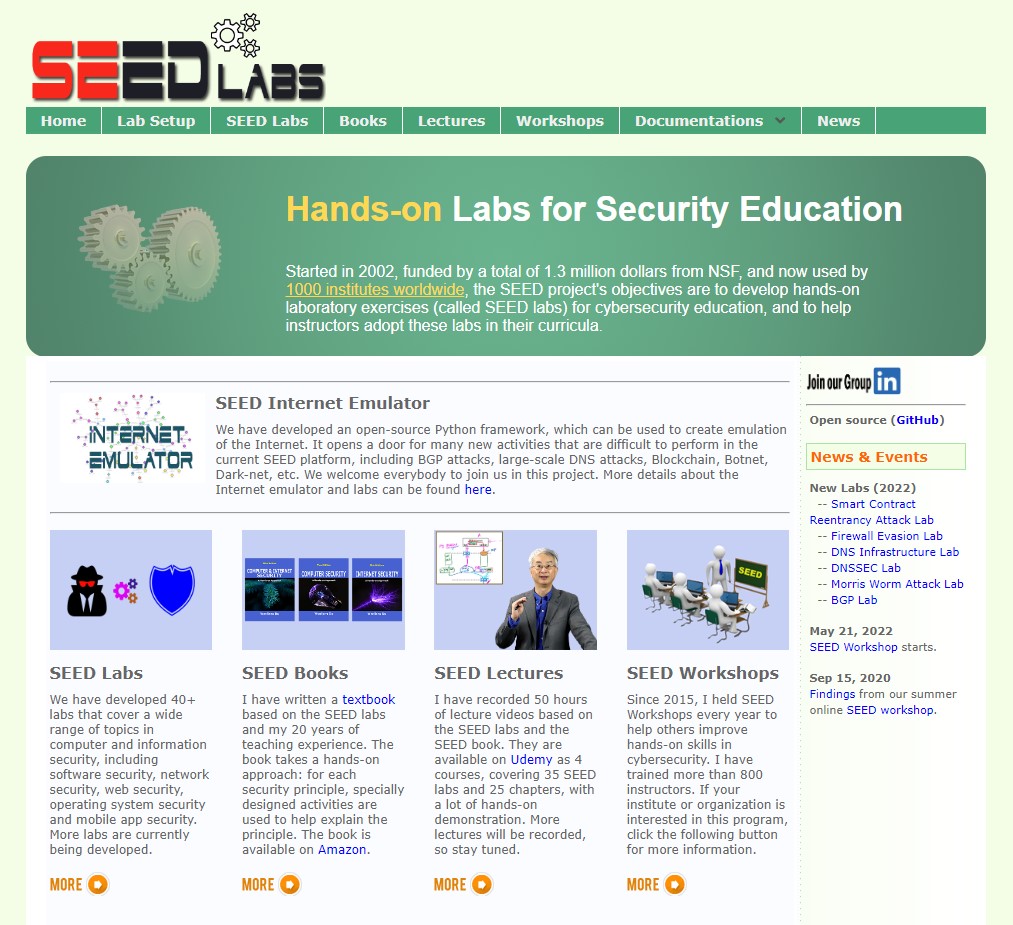 SEED LABS
Home
Lab Setup
SEED Labs
Books
Lectures
Workshops
Documentations
News
Hands-on Labs for Security Education
Started in 2002, funded by a total of 1.3 million dollars from NSF, and now used by
1000 institutes worldwide, the SEED project's objectives are to develop hands-on
laboratory exercises (called SEED labs) for cybersecurity education, and to help
instructors adopt these labs in their curricula.
INTERNET
EMULATOR
SEED Internet Emulator
We have developed an open-source Python framework, which can be used to create emulation
of the Internet. It opens a door for many new activities that are difficult to perform in the
current SEED platform, including BGP attacks, large-scale DNS attacks, Blockchain, Botnet,
Dark-net, etc. We welcome everybody to join us in this project. More details about the
Internet emulator and labs can be found here.
SEED Labs
We have developed 40+
labs that cover a wide
range of topics in
computer and information
security, including
software security, network
security, web security,
operating system security
and mobile app security.
More labs are currently
being developed.
MORE
COMPUTER & INTERNET
SECURITY
COMPUTER SECURITY
INTERNET SECURITY
SEED Books
I have written a textbook
based on the SEED labs
and my 20 years of
teaching experience. The
book takes a hands-on
approach: for each
security principle, specially
designed activities are
used to help explain the
principle. The book is
available on Amazon.
MORE
SEED Lectures
I have recorded 50 hours
of lecture videos based on
the SEED labs and the
SEED book. They are
available on Udemy as 4
courses, covering 35 SEED
labs and 25 chapters, with
a lot of hands-on
demonstration. More
lectures will be recorded,
so stay tuned.
MORE
SEED
SEED Workshops
Since 2015, I held SEED
Workshops every year to
help others improve
hands-on skills in
cybersecurity. I have
trained more than 800
instructors. If your
institute or organization is
interested in this program,
click the following button
for more information.
MORE
Join our Group in
Open source (GitHub)
News & Events
New Labs (2022)
-- Smart Contract
Reentrancy Attack Lab
-- Firewall Evasion Lab
-- DNS Infrastructure Lab
-- DNSSEC Lab
-- Morris Worm Attack Lab
-- BGP Lab
May 21, 2022
SEED Workshop starts.
Sep 15, 2020
Findings from our summer
online SEED workshop.